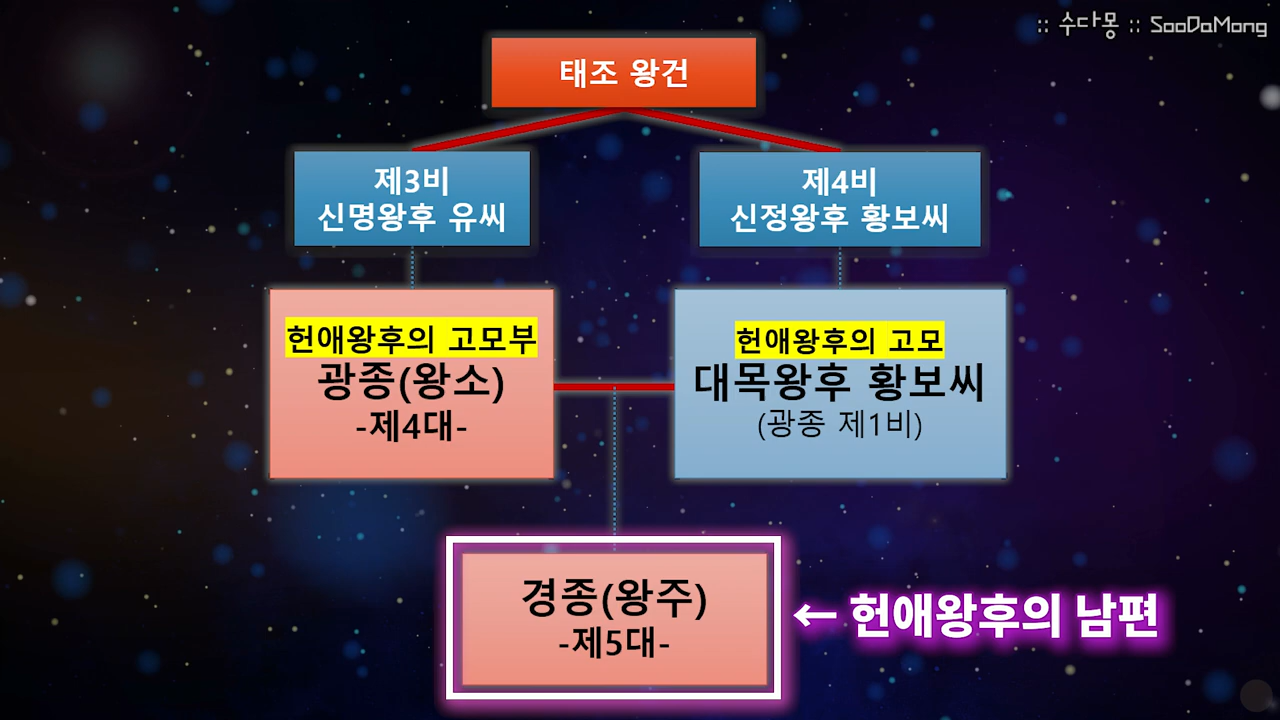 :: 수다몽 :: SooDaMong
태조 왕건
제3비
신명왕후 유씨
제4비
신정왕후 황보씨
헌애왕후의 고모부
광종(왕소)
-제4대-
헌애왕후의 고모
대목왕후 황보씨
(광종 제1비)
경종(왕주)
-제5대-
← 헌애왕후의 남편